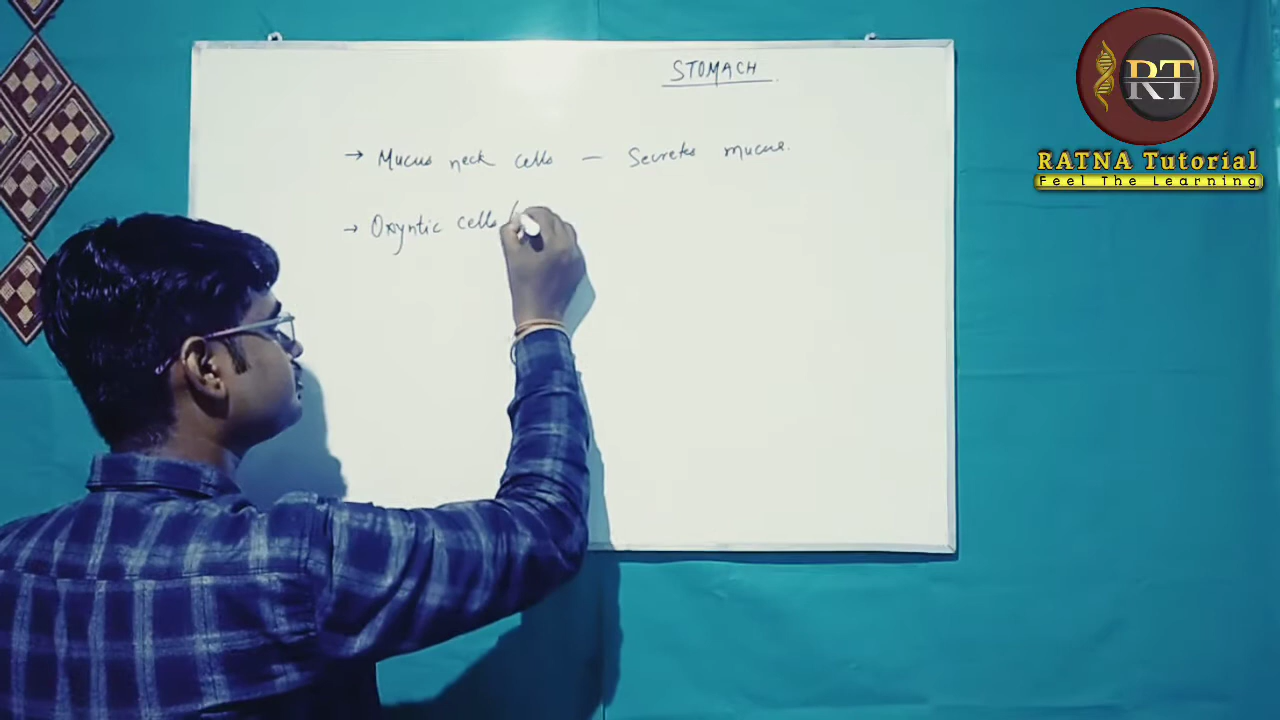 STOMACH
→ Mucus neck cells – Secretes mucus.
→ Oxyntic cells /
RT
RATNA Tutorial
Feel The Learning